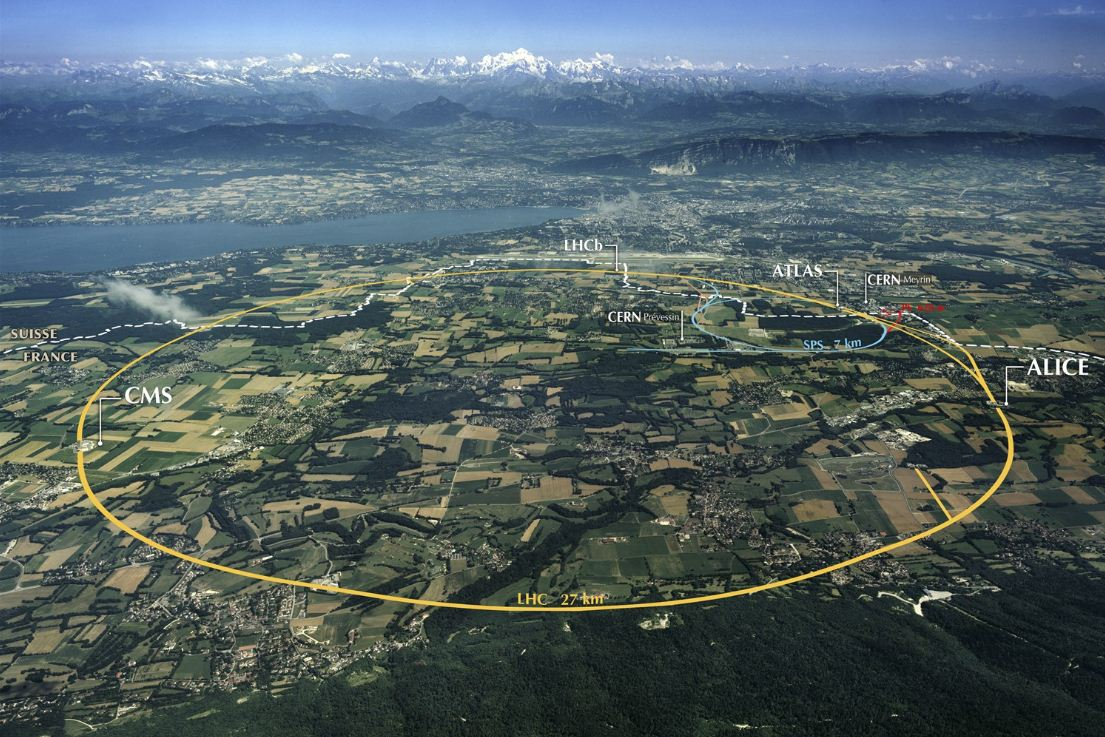 LHCb
ATLAS
CERN Meyrin
CERN Prévessin
SUISSE
FRANCE
SPS 7 km
ALICE
CMS
LHC 27 km